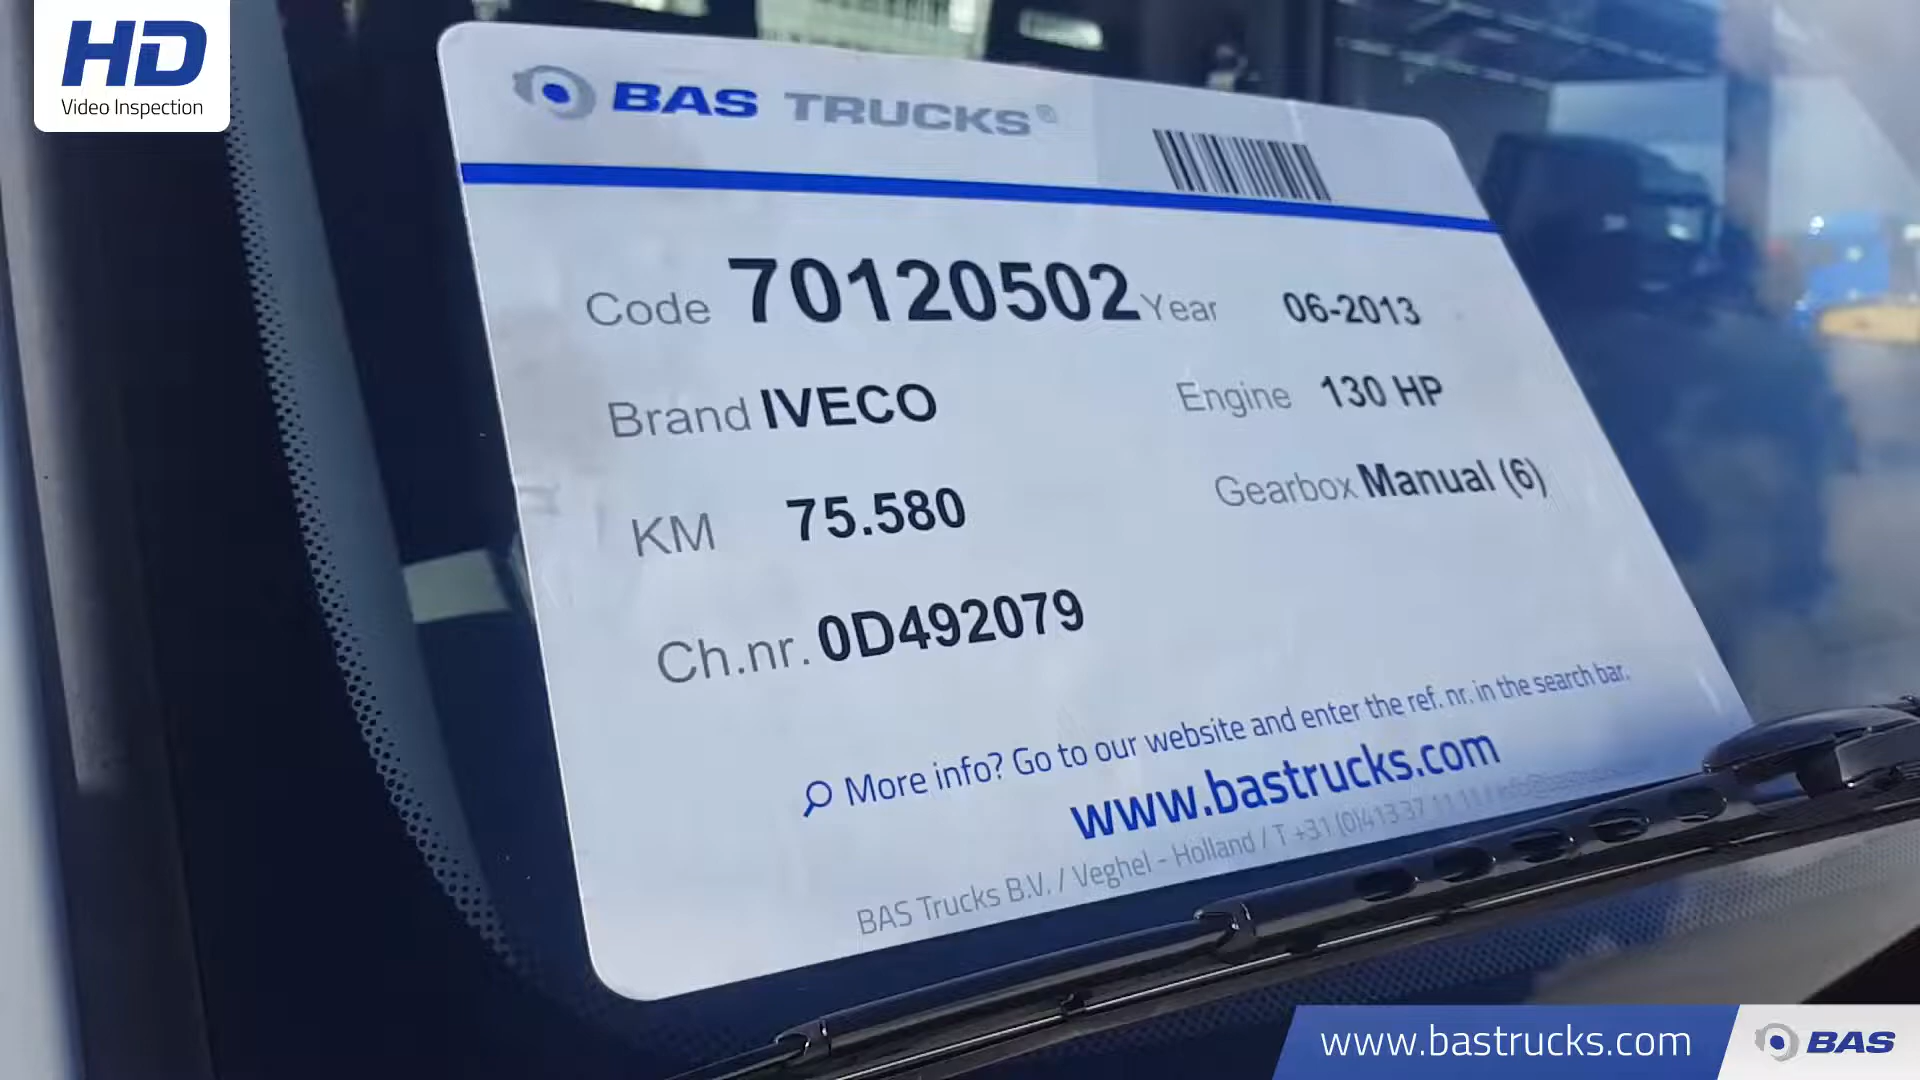 HD
Video Inspection
BAS TRUCKS®
Code 70120502 Year 06-2013
Brand IVECO Engine 130 HP
KM 75.580 Gearbox Manual (6)
Ch.nr. 0D492079
More info? Go to our website and enter the ref. nr. in the search bar.
www.bastrucks.com
BAS Trucks B.V. / Veghel - Holland / T +31 (0)413 37 11 11 /
www.bastrucks.com BAS